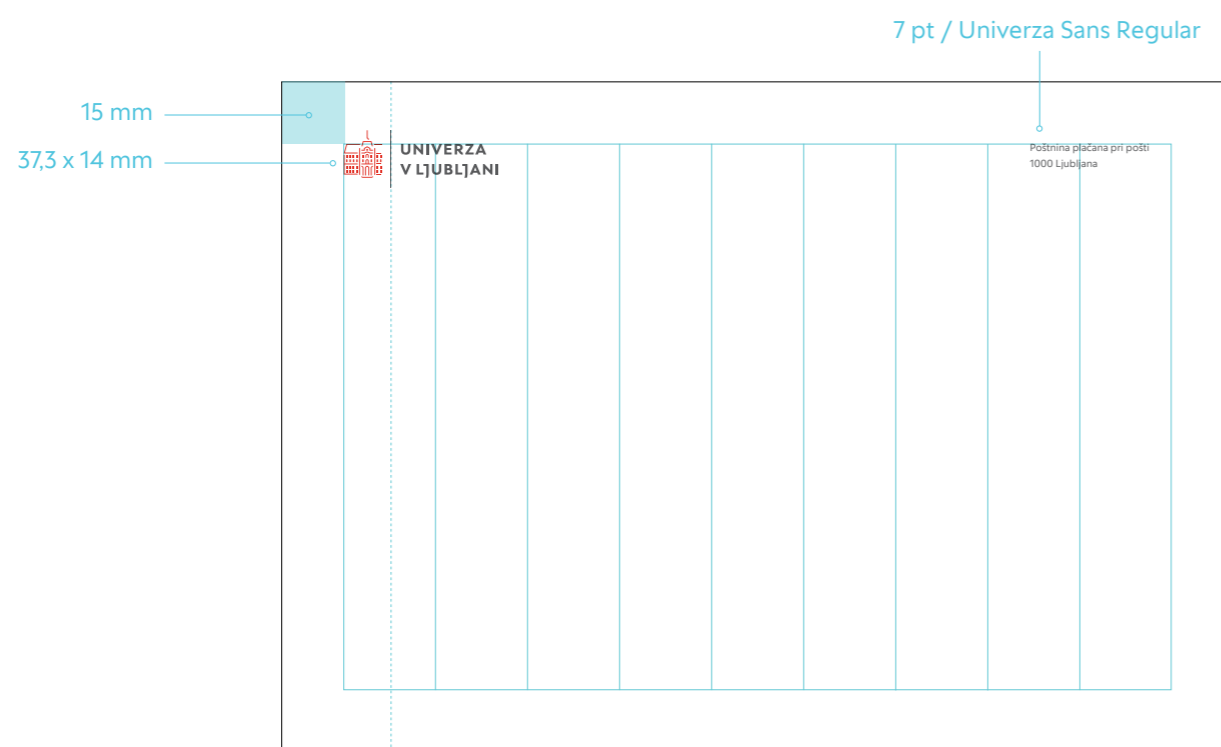 7 pt / Univerza Sans Regular
15 mm
37,3 x 14 mm
UNIVERZA
V LJUBLJANI
Poštnina plačana pri pošti
1000 Ljubljana